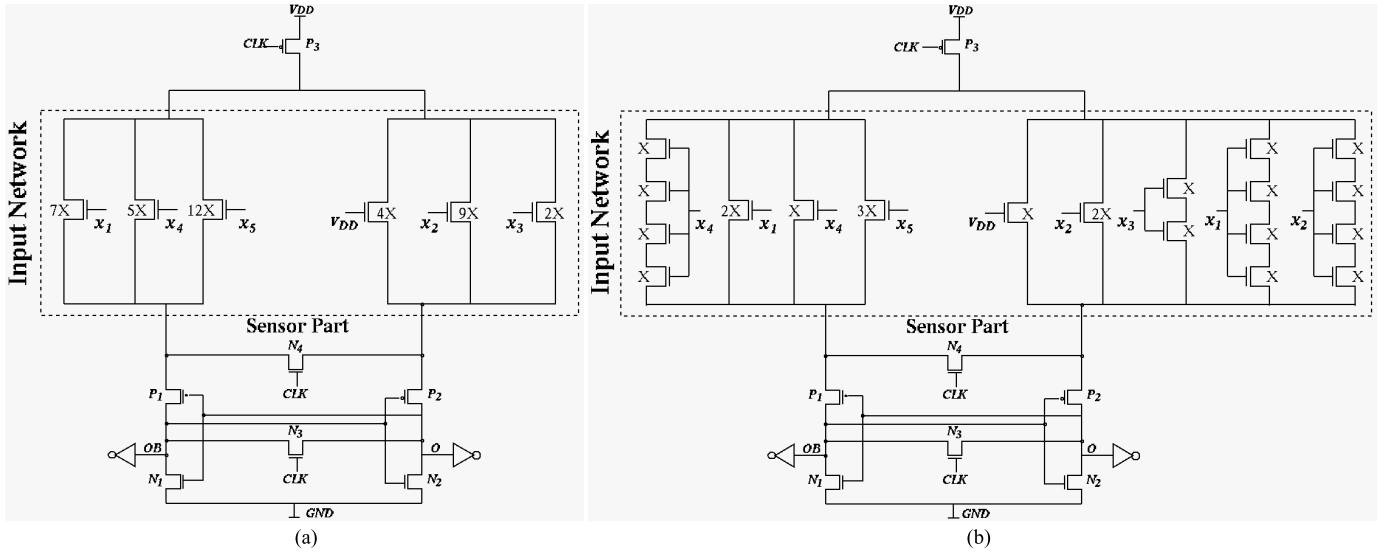 VDD
CLK P3
Input Network
7X x1 5X x4 12X x5 VDD 4X x2 9X x3 2X
Sensor Part
N4
CLK
P1 P2
N3
OB O
CLK
N1 N2
GND
(a)
VDD
CLK P3
Input Network
X X
X X
X X
X X
x4
2X x1 X x4 3X x5 VDD X x2 2X x3
X
X
x1
X
X
X
X
x2
Sensor Part
N4
CLK
P1 P2
N3
OB O
CLK
N1 N2
GND
(b)